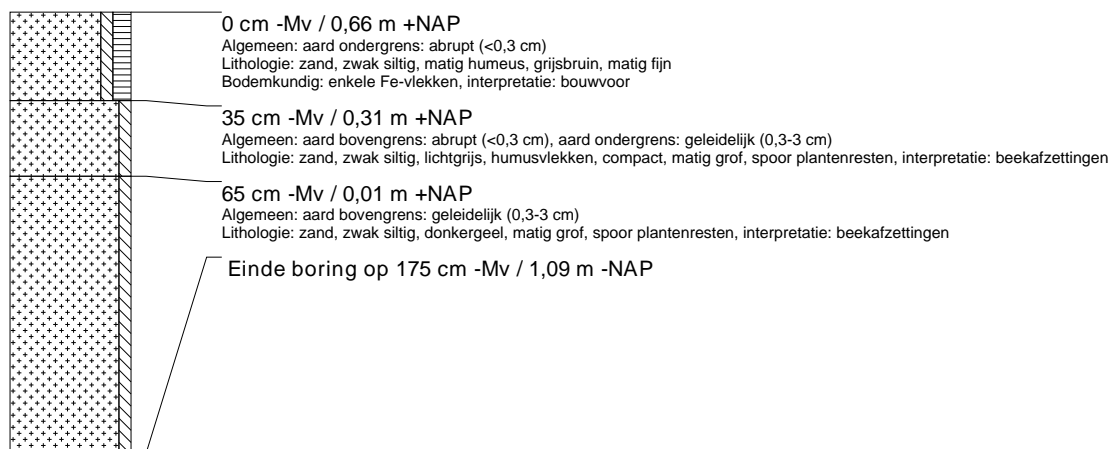 0 cm -Mv / 0,66 m +NAP
Algemeen: aard ondergrens: abrupt (<0,3 cm)
Lithologie: zand, zwak siltig, matig humeus, grijsbruin, matig fijn
Bodemkundig: enkele Fe-vlekken, interpretatie: bouwvoor
35 cm -Mv / 0,31 m +NAP
Algemeen: aard bovengrens: abrupt (<0,3 cm), aard ondergrens: geleidelijk (0,3-3 cm)
Lithologie: zand, zwak siltig, lichtgrijs, humusvlekken, compact, matig grof, spoor plantenresten, interpretatie: beekafzettingen
65 cm -Mv / 0,01 m +NAP
Algemeen: aard bovengrens: geleidelijk (0,3-3 cm)
Lithologie: zand, zwak siltig, donkergeel, matig grof, spoor plantenresten, interpretatie: beekafzettingen
Einde boring op 175 cm -Mv / 1,09 m -NAP